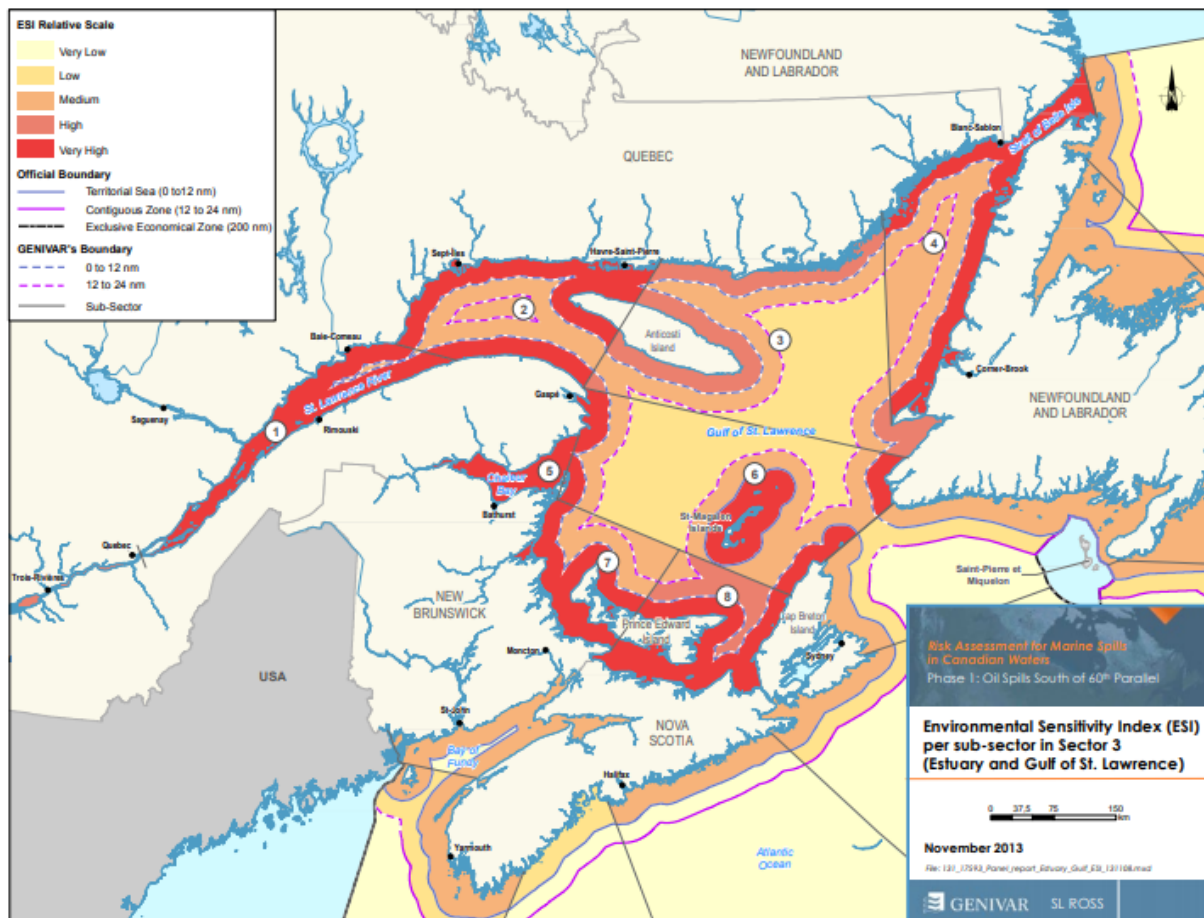 ESI Relative Scale
Very Low
Low
Medium
High
Very High
Official Boundary
Territorial Sea (0 to12 nm)
Contiguous Zone (12 to 24 nm)
Exclusive Economical Zone (200 nm)
GENIVAR's Boundary
0 to 12 nm
12 to 24 nm
Sub-Sector
NEWFOUNDLAND
AND LABRADOR
Blanc-Sablon
Strait of Belle Isle
QUEBEC
Sept-Îles
Havre-Saint-Pierre
4
2
Anticosti
Island
3
Baie-Comeau
St. Lawrence River
Corner-Brook
Gaspé
NEWFOUNDLAND
AND LABRADOR
Saguenay
1
Rimouski
Gulf of St. Lawrence
5
6
Bay
Bathurst
Islands
Quebec
Trois-Rivières
7
Saint-Pierre et
Miquelon
NEW
BRUNSWICK
8
Prince Edward
Island
Cap Breton
Island
Moncton
Sydney
USA
St-John
NOVA
SCOTIA
Bay of
Fundy
Halifax
Yarmouth
Atlantic
Ocean
Risk Assessment for Marine Spills
in Canadian Waters
Phase 1: Oil Spills South of 60th Parallel
Environmental Sensitivity Index (ESI)
per sub-sector in Sector 3
(Estuary and Gulf of St. Lawrence)
0 37,5 75 150
km
November 2013
File: 131_17593_Panel_report_Estuary_Gulf_ESI_131108.mxd
GENIVAR SL ROSS